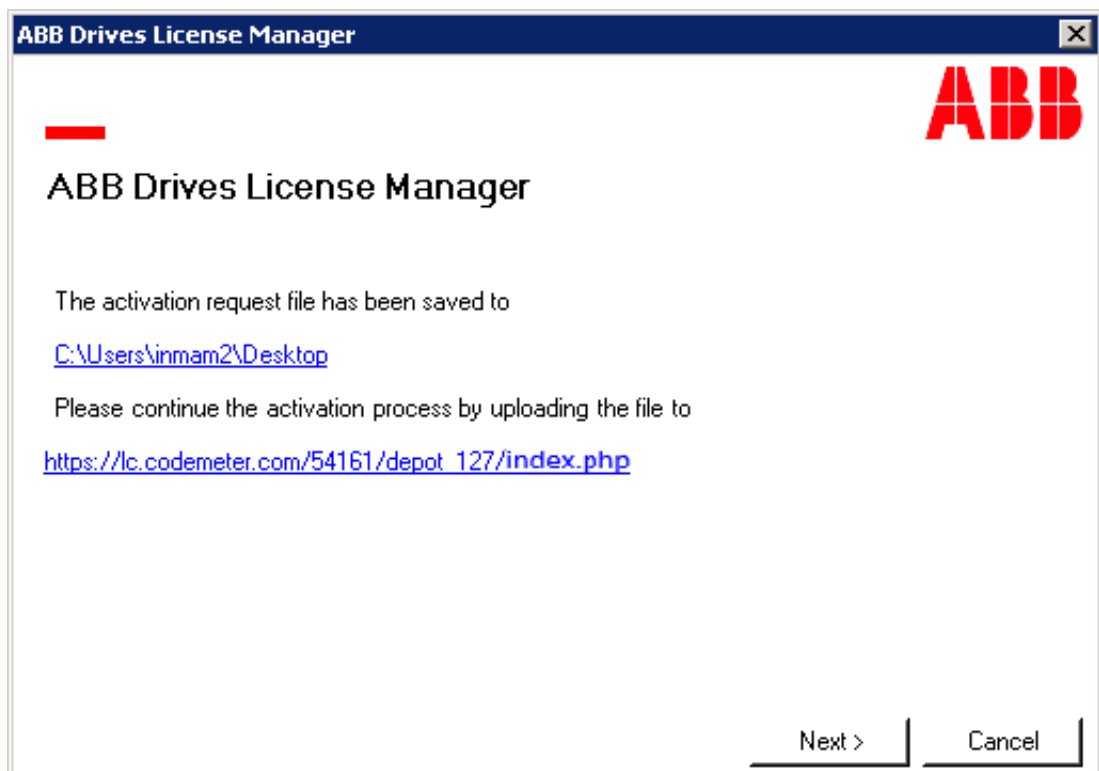 ABB Drives License Manager
ABB
ABB Drives License Manager
The activation request file has been saved to
C:\Users\inmam2\Desktop
Please continue the activation process by uploading the file to
https://lc.codemeter.com/54161/depot_127/index.php
Next > Cancel